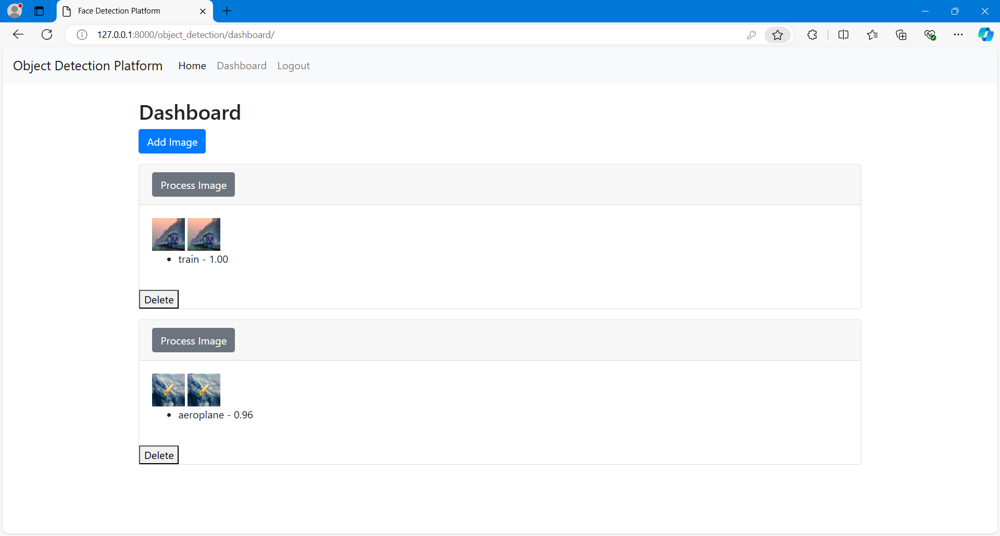 Face Detection Platform
127.0.0.1:8000/object_detection/dashboard/
Object Detection Platform Home Dashboard Logout
Dashboard
Add Image
Process Image
train - 1.00
Delete
Process Image
aeroplane - 0.96
Delete